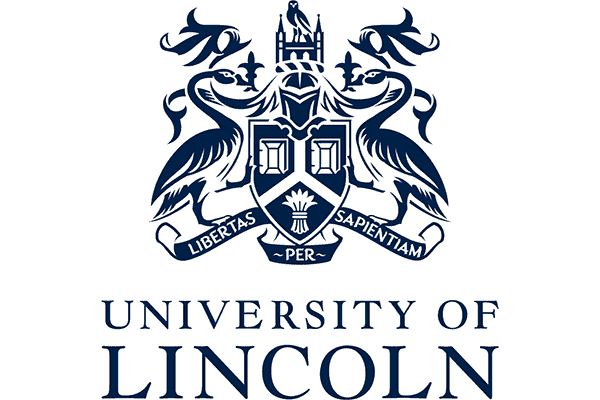 LIBERTAS ~PER~ SAPIENTIAM
UNIVERSITY OF
LINCOLN